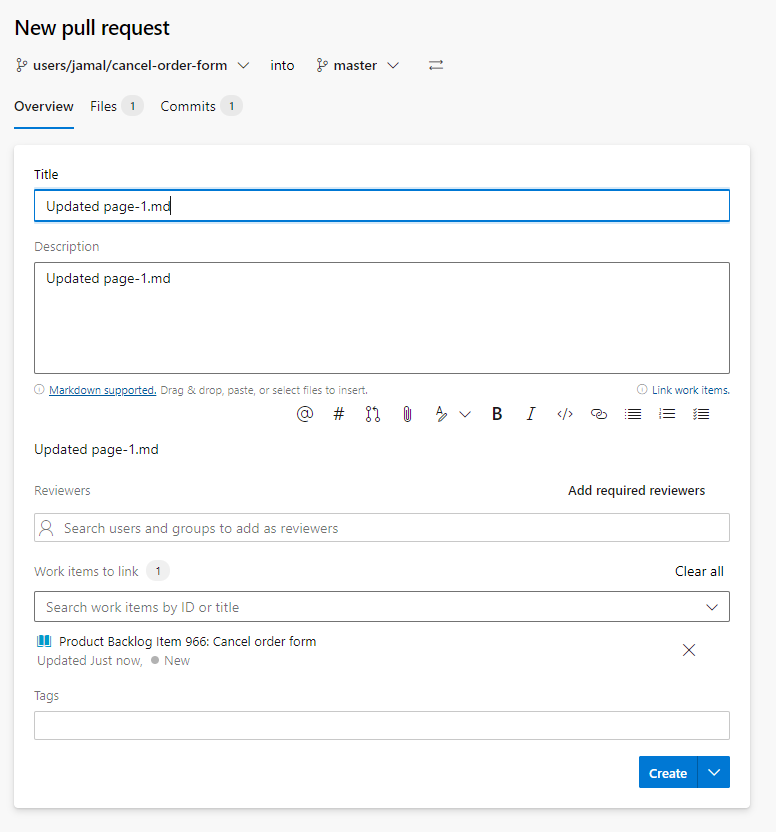 New pull request
users/jamal/cancel-order-form into master
Overview Files 1 Commits 1
Title
Updated page-1.md
Description
Updated page-1.md
Markdown supported. Drag & drop, paste, or select files to insert. Link work items.
@ # A B I </>
Updated page-1.md
Reviewers Add required reviewers
Search users and groups to add as reviewers
Work items to link 1 Clear all
Search work items by ID or title
Product Backlog Item 966: Cancel order form
Updated Just now, New
Tags
Create